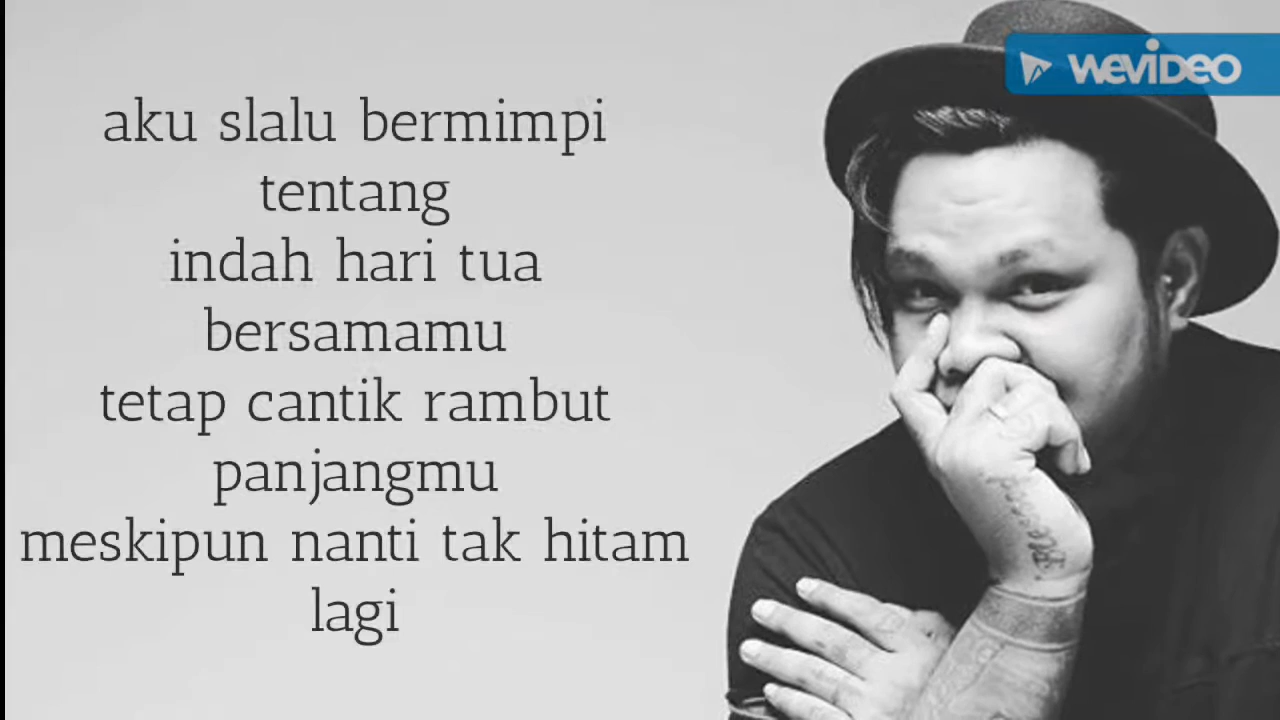 WEVIDEO
aku slalu bermimpi
tentang
indah hari tua
bersamamu
tetap cantik rambut
panjangmu
meskipun nanti tak hitam
lagi